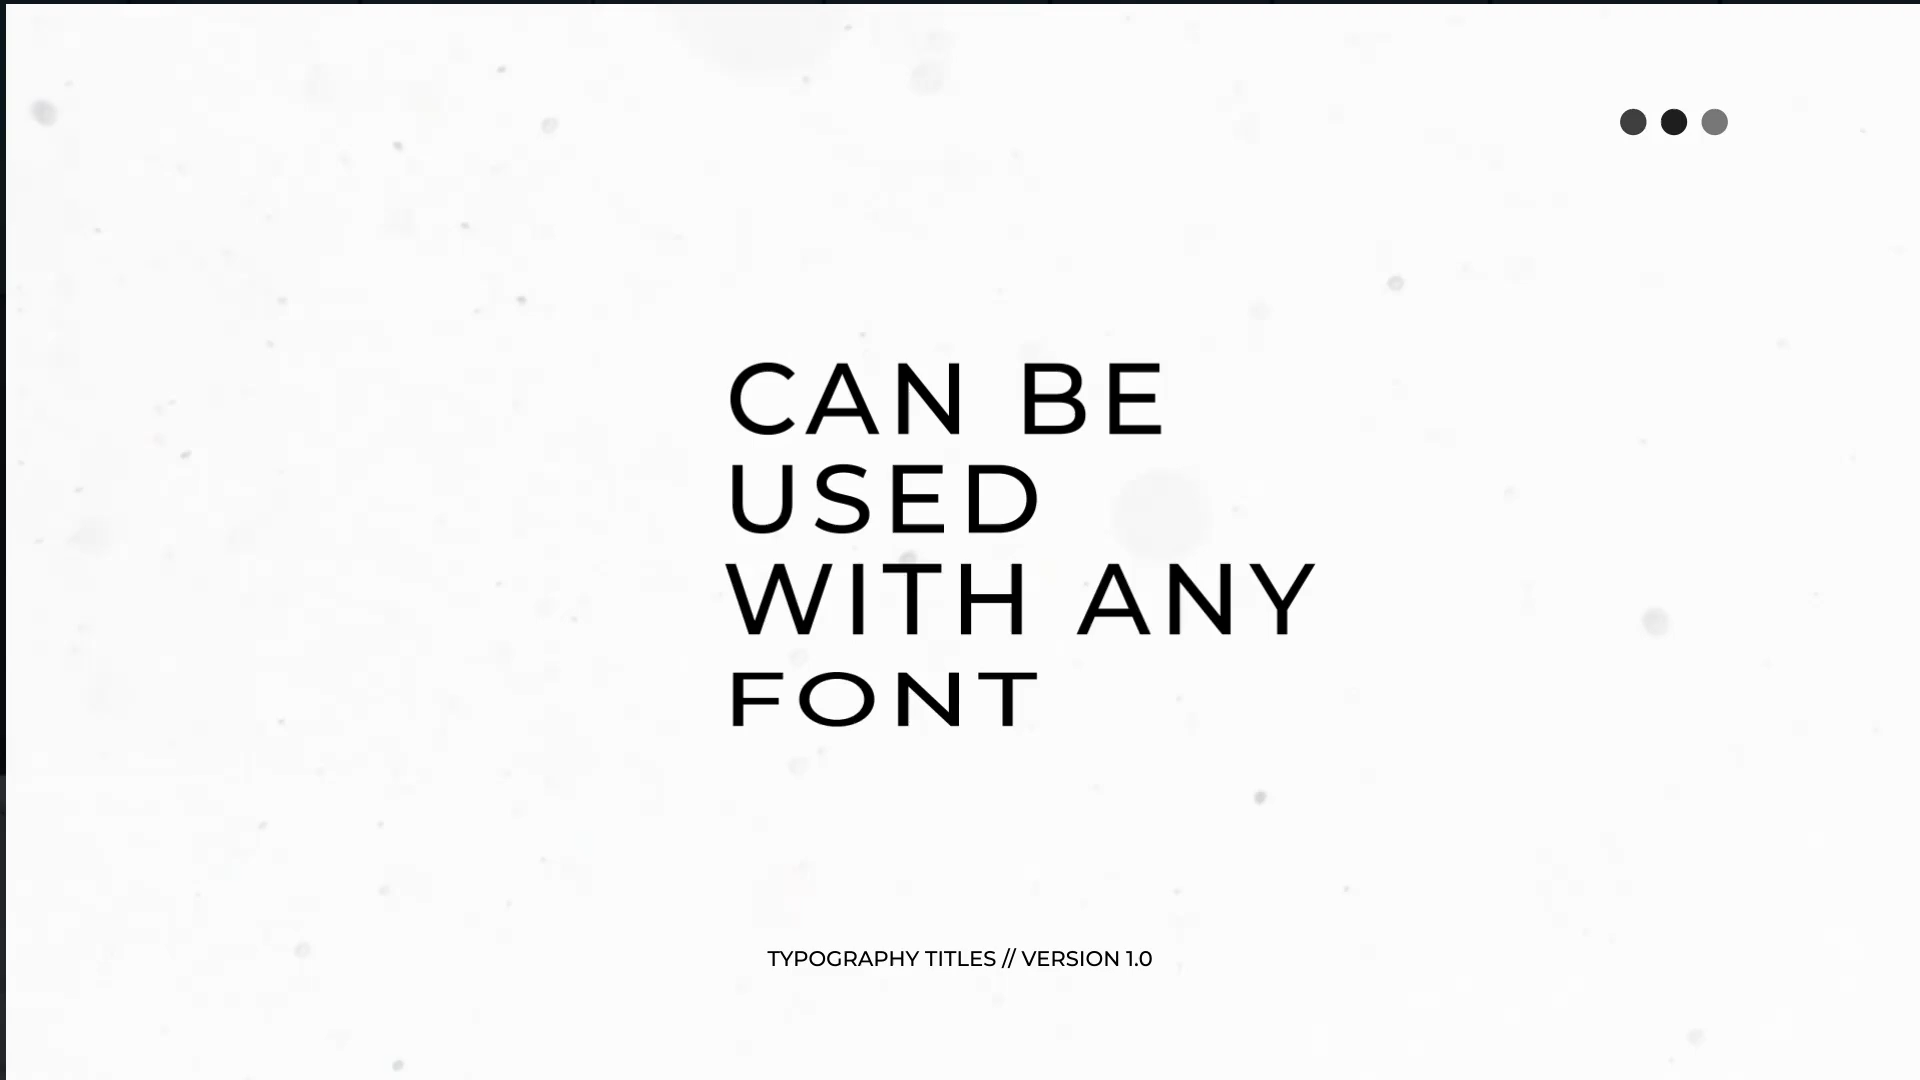 CAN BE
USED
WITH ANY
FONT
TYPOGRAPHY TITLES // VERSION 1.0